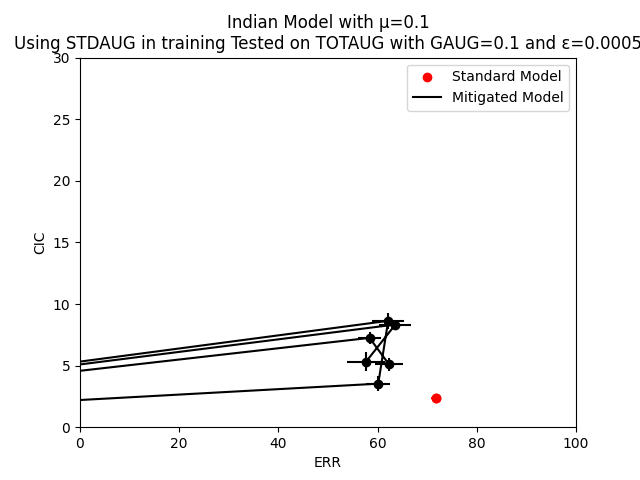 Indian Model with μ=0.1
Using STDAUG in training Tested on TOTAUG with GAUG=0.1 and ε=0.0005
30
25
20
15
10
5
0
CIC
Standard Model
Mitigated Model
0 20 40 60 80 100
ERR